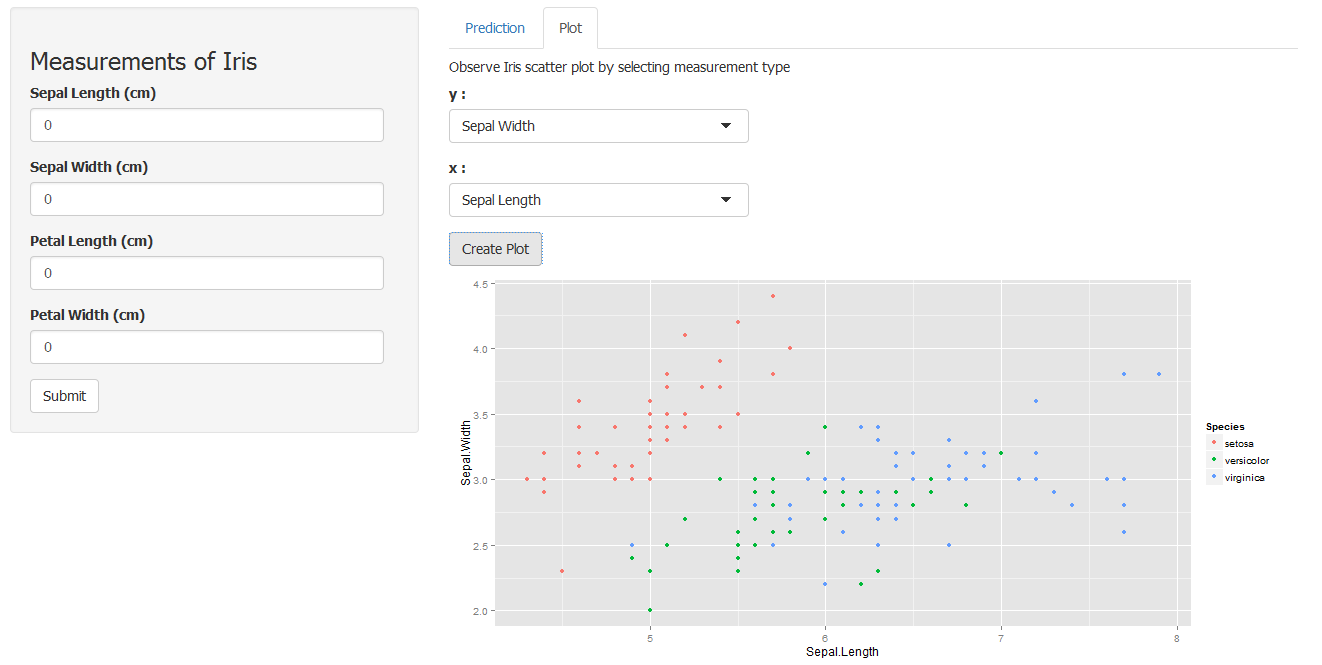 Measurements of Iris
Sepal Length (cm)
0
Sepal Width (cm)
0
Petal Length (cm)
0
Petal Width (cm)
0
Submit
Prediction
Plot
Observe Iris scatter plot by selecting measurement type
y :
Sepal Width
x :
Sepal Length
Create Plot
4.5
4.0
3.5
3.0
2.5
2.0
Sepal.Width
5
6
7
8
Sepal.Length
Species
setosa
versicolor
virginica